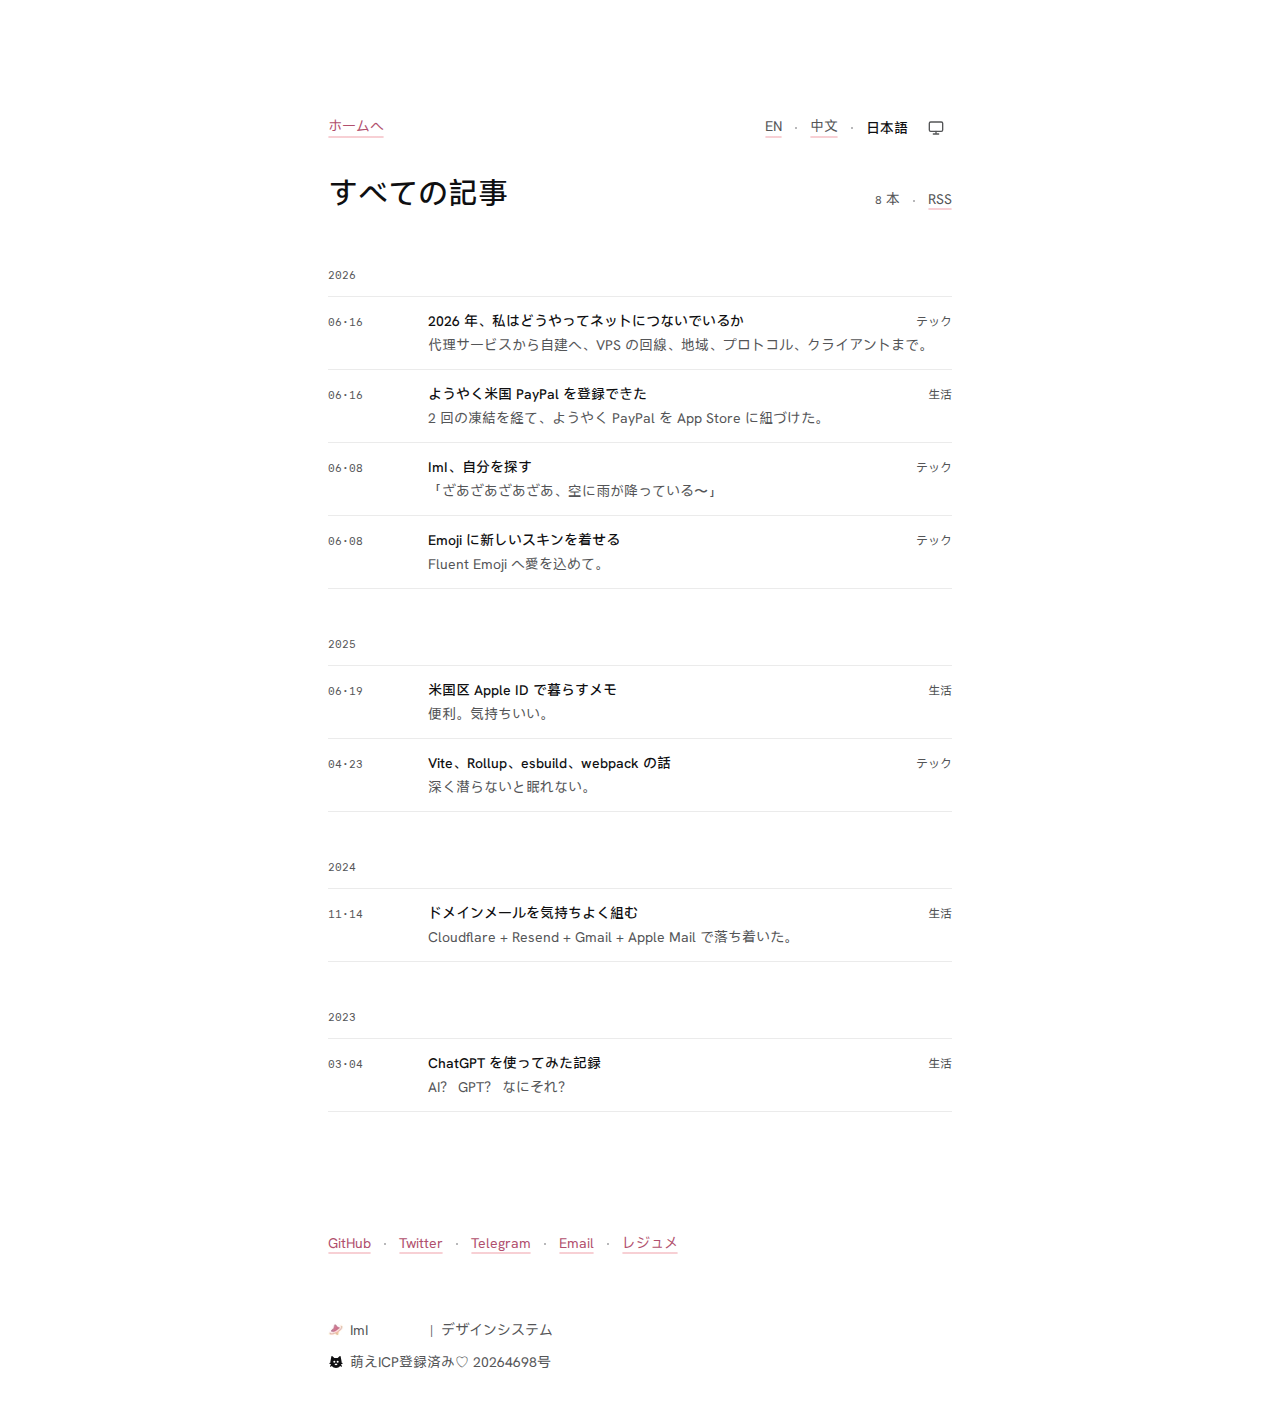 ホームへ
EN · 中文 · 日本語
すべての記事
8 本 · RSS
2026
06·16 2026 年、私はどうやってネットにつないでいるか テック
代理サービスから自建へ、VPS の回線、地域、プロトコル、クライアントまで。
06·16 ようやく米国 PayPal を登録できた 生活
2 回の凍結を経て、ようやく PayPal を App Store に紐づけた。
06·08 ImI、自分を探す テック
「ざあざあざあざあ、空に雨が降っている〜」
06·08 Emoji に新しいスキンを着せる テック
Fluent Emoji へ愛を込めて。
2025
06·19 米国区 Apple ID で暮らすメモ 生活
便利。気持ちいい。
04·23 Vite、Rollup、esbuild、webpack の話 テック
深く潜らないと眠れない。
2024
11·14 ドメインメールを気持ちよく組む 生活
Cloudflare + Resend + Gmail + Apple Mail で落ち着いた。
2023
03·04 ChatGPT を使ってみた記録 生活
AI？ GPT？ なにそれ？
GitHub · Twitter · Telegram · Email · レジュメ
ImI | デザインシステム
萌えICP登録済み♡ 20264698号